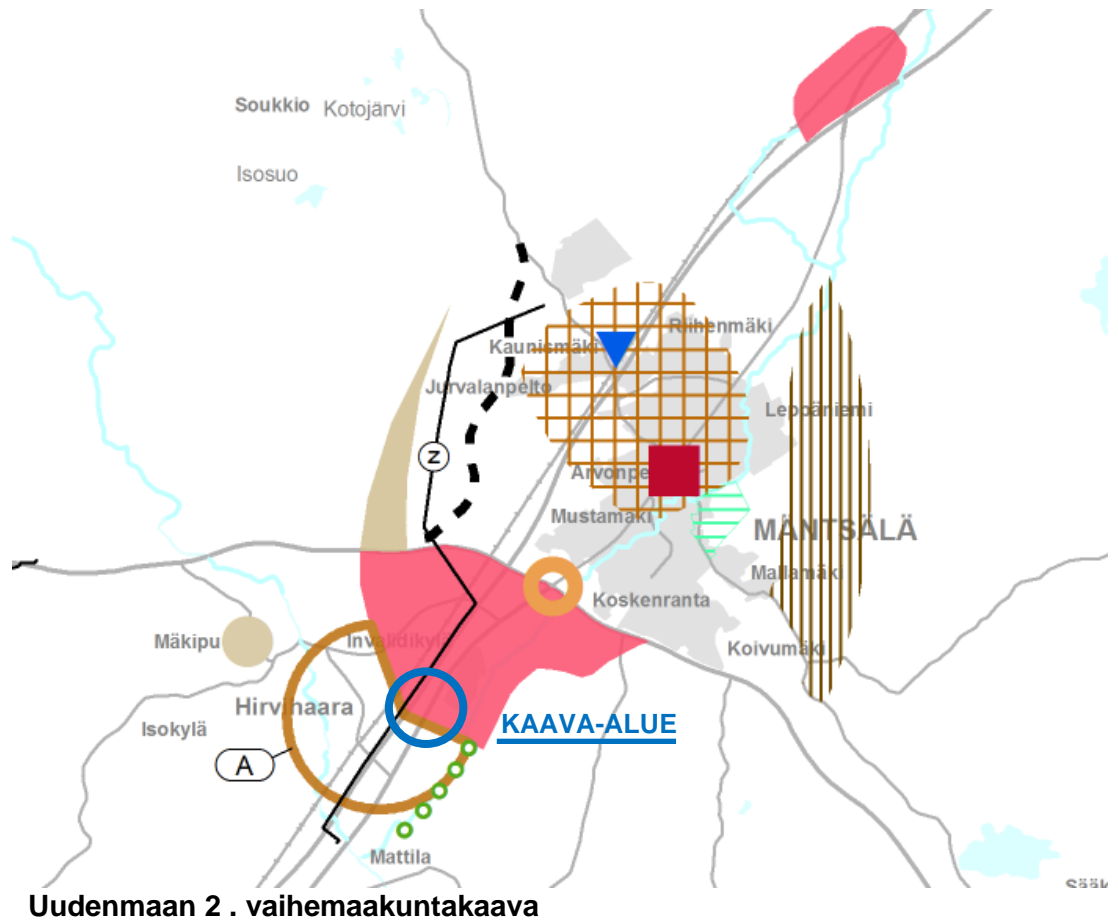 Soukkio Kotojärvi
Isosuo
Riihenmäki
Kaunismäki
Jurvalanpelto
Leppäniemi
z
Arvonpe
Mustamäki
MÄNTSÄLÄ
Mallamäki
Koskenranta
Mäkipu
Invalidikylä
Koivumäki
Hirvihaara
Isokylä
KAAVA-ALUE
A
Mattila
Uudenmaan 2 . vaihemaakuntakaava